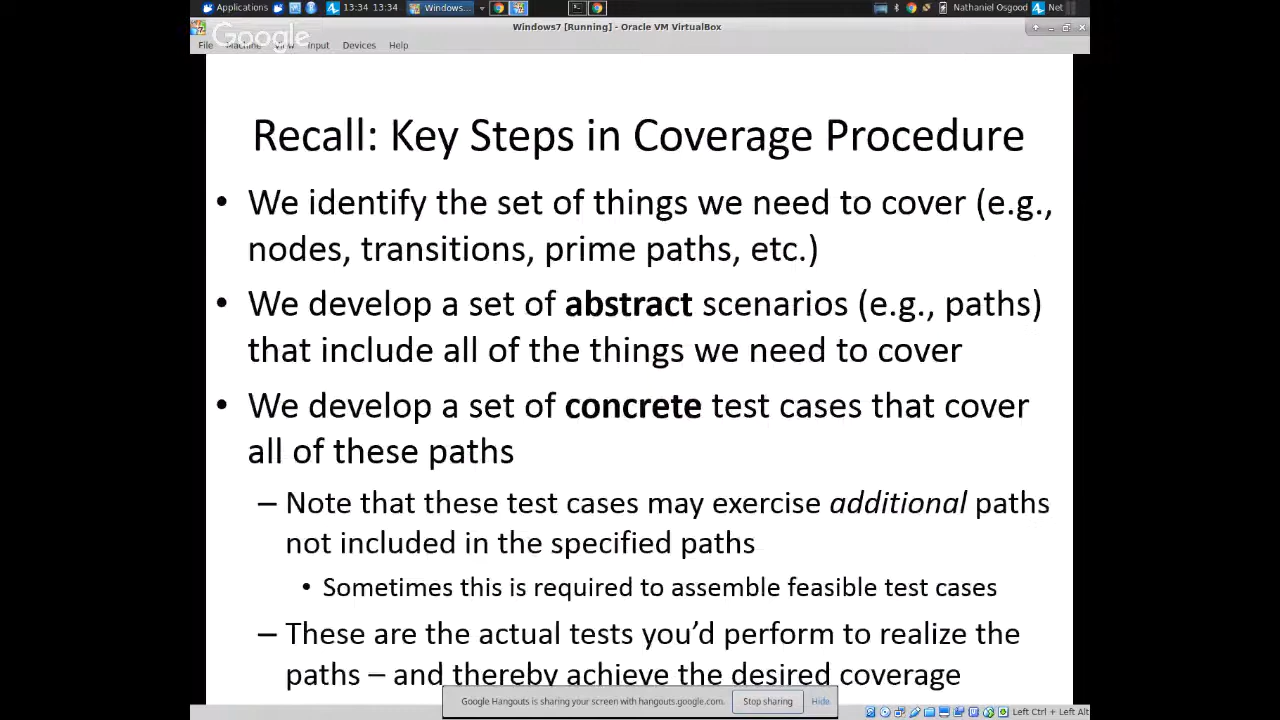 Applications 13:34 13:34 Windows... Nathaniel Osgood Net
Windows7 [Running] - Oracle VM VirtualBox
Google
File Machine View Input Devices Help
Recall: Key Steps in Coverage Procedure
• We identify the set of things we need to cover (e.g.,
nodes, transitions, prime paths, etc.)
• We develop a set of abstract scenarios (e.g., paths)
that include all of the things we need to cover
• We develop a set of concrete test cases that cover
all of these paths
– Note that these test cases may exercise additional paths
not included in the specified paths
• Sometimes this is required to assemble feasible test cases
– These are the actual tests you’d perform to realize the
paths – and thereby achieve the desired coverage
Google Hangouts is sharing your screen with hangouts.google.com. Stop sharing Hide
Left Ctrl + Left Alt